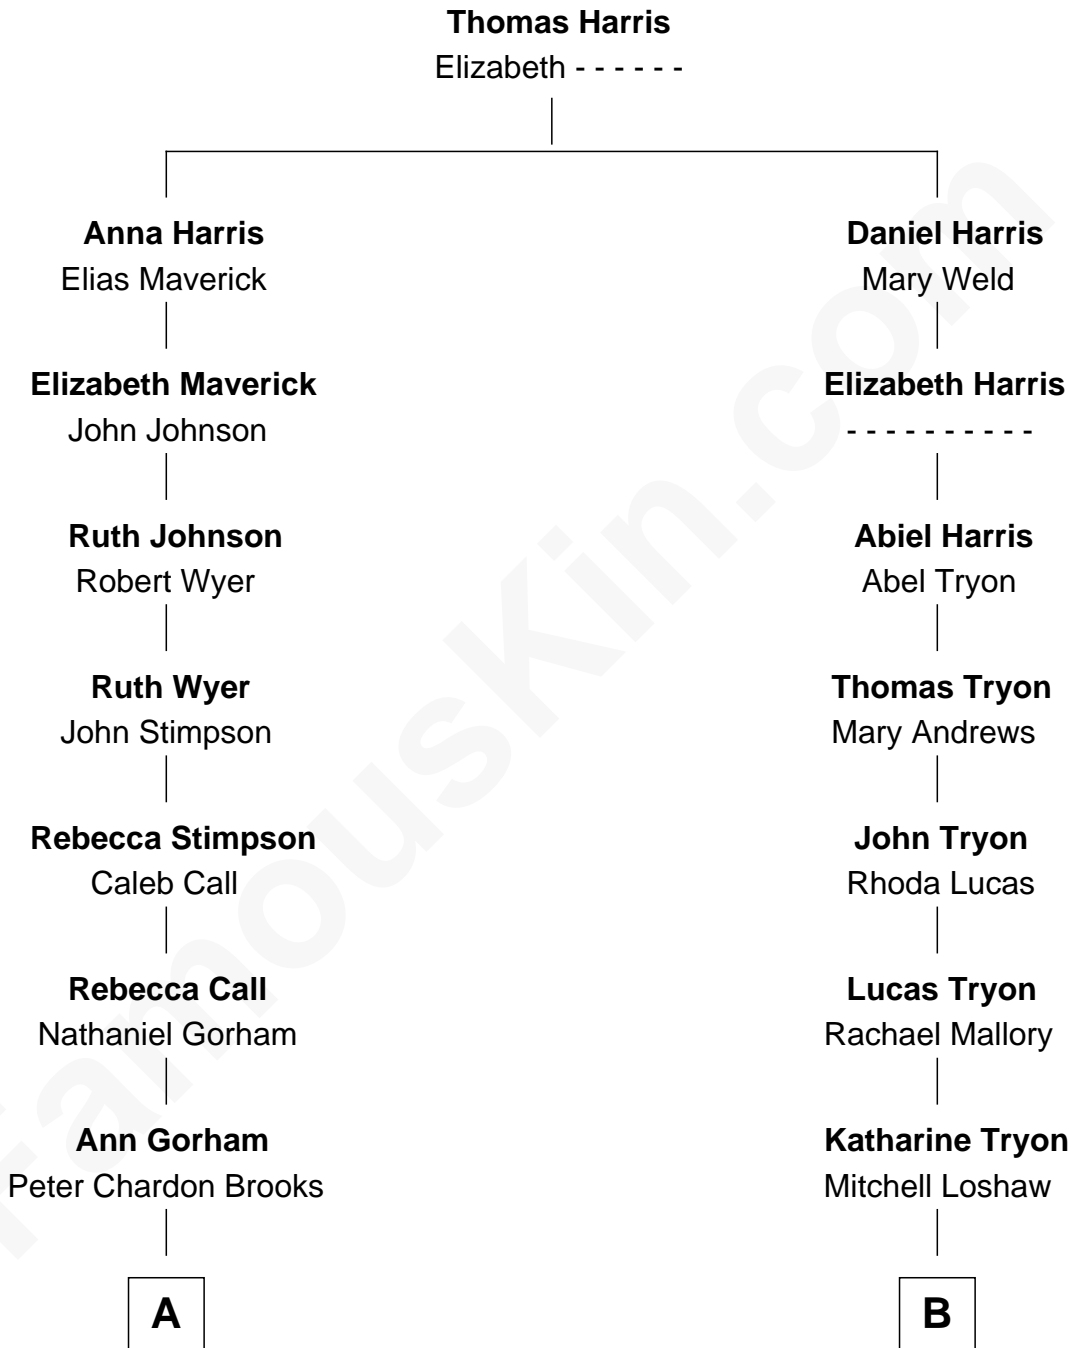 Thomas Harris
Elizabeth - - - - - -
Anna Harris
Elias Maverick
Daniel Harris
Mary Weld
Elizabeth Maverick
John Johnson
Elizabeth Harris
- - - - - - - - - -
Ruth Johnson
Robert Wyer
Abiel Harris
Abel Tryon
Ruth Wyer
John Stimpson
Thomas Tryon
Mary Andrews
Rebecca Stimpson
Caleb Call
John Tryon
Rhoda Lucas
Rebecca Call
Nathaniel Gorham
Lucas Tryon
Rachael Mallory
Ann Gorham
Peter Chardon Brooks
Katharine Tryon
Mitchell Loshaw
A
B
FamousKin.com